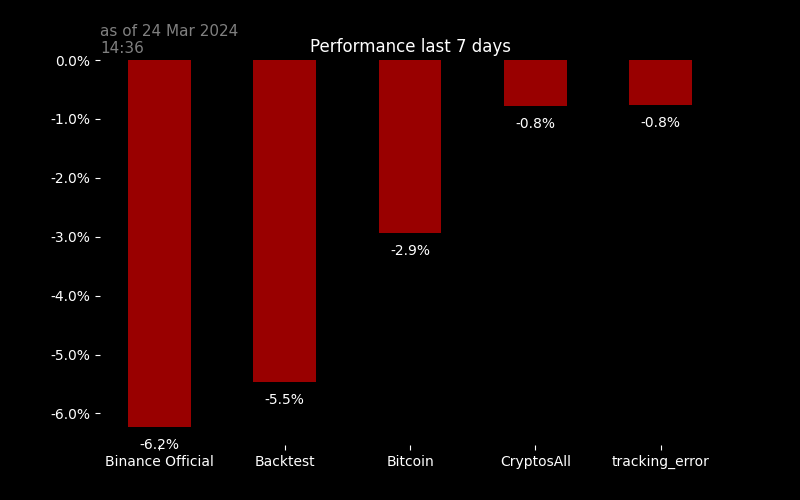 as of 24 Mar 2024
14:36
Performance last 7 days
0.0%
-1.0%
-2.0%
-3.0%
-4.0%
-5.0%
-6.0%
-6.2%
-5.5%
-2.9%
-0.8%
-0.8%
Binance Official
Backtest
Bitcoin
CryptosAll
tracking_error